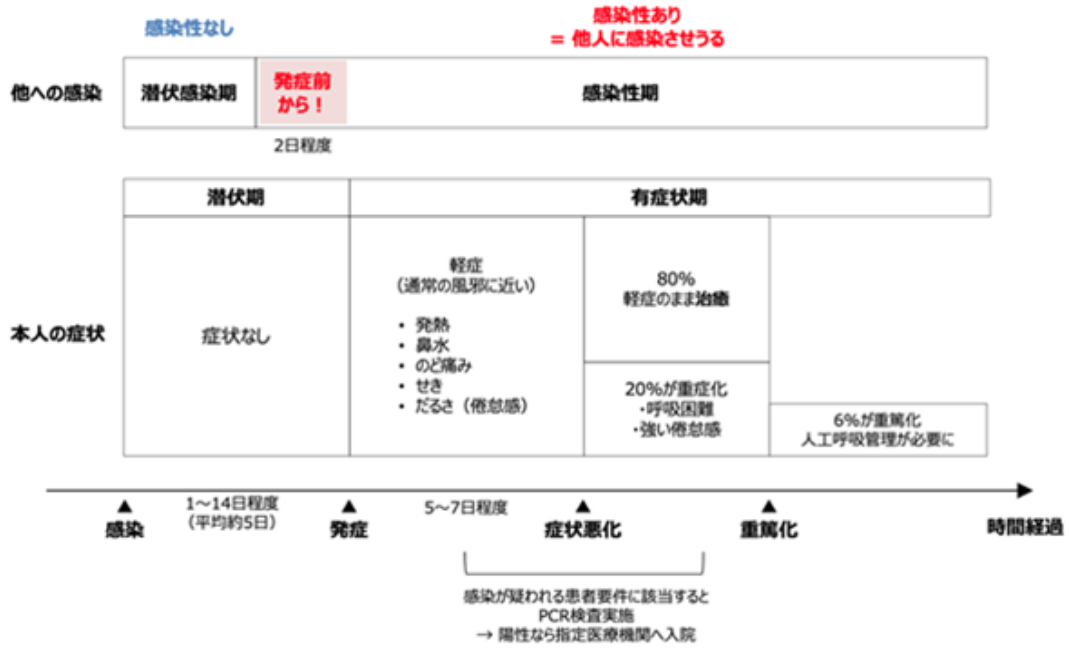 感染性なし
感染性あり
= 他人に感染させうる
他への感染
潜伏感染期
発症前
から！
感染性期
2日程度
潜伏期
有症状期
本人の症状
症状なし
軽症
（通常の風邪に近い）
• 発熱
• 鼻水
• のど痛み
• せき
• だるさ（倦怠感）
80%
軽症のまま治癒
20%が重症化
・呼吸困難
・強い倦怠感
6%が重篤化
人工呼吸管理が必要に
1～14日程度
（平均約5日）
5～7日程度
▲ ▲ ▲ ▲
感染
発症
症状悪化
重篤化
時間経過
感染が疑われる患者要件に該当すると
PCR検査実施
→ 陽性なら指定医療機関へ入院